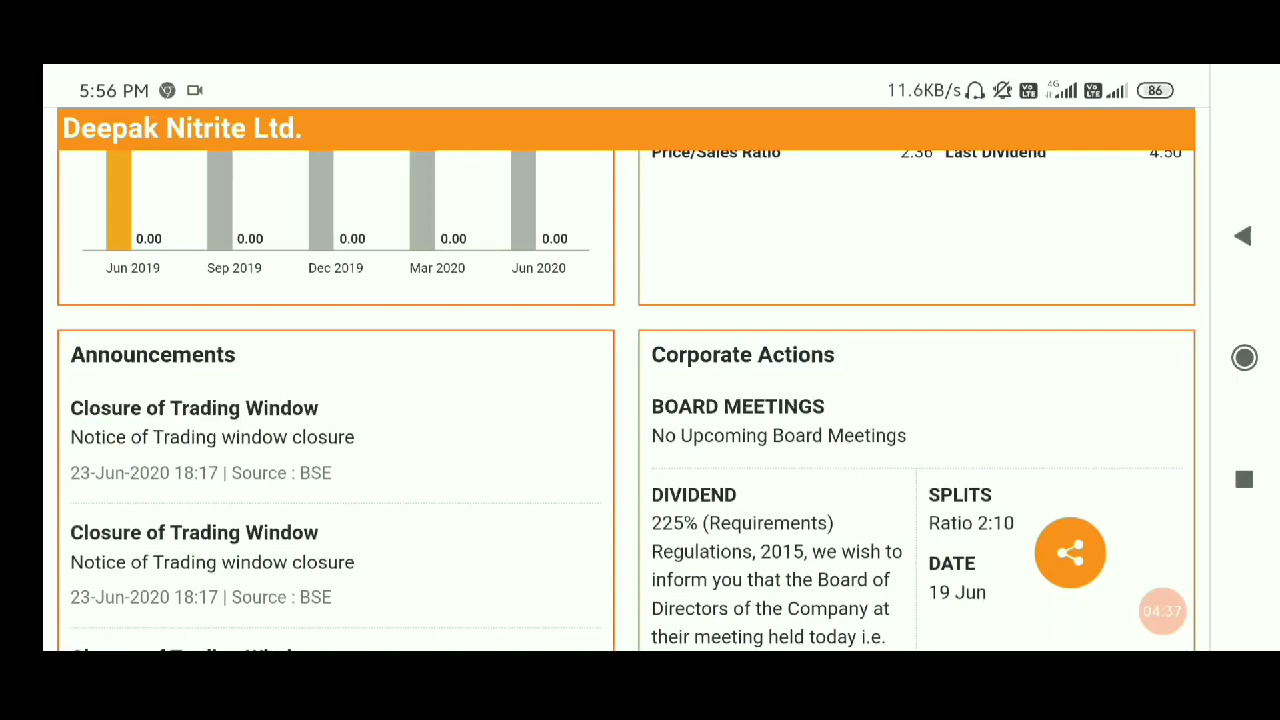 5:56 PM
11.6KB/s
4G
Vo LTE
Vo LTE
86
Deepak Nitrite Ltd.
Price/Sales Ratio 2.36 Last Dividend 4.50
0.00 0.00 0.00 0.00 0.00
Jun 2019 Sep 2019 Dec 2019 Mar 2020 Jun 2020
Announcements
Closure of Trading Window
Notice of Trading window closure
23-Jun-2020 18:17 | Source : BSE
Closure of Trading Window
Notice of Trading window closure
23-Jun-2020 18:17 | Source : BSE
Corporate Actions
BOARD MEETINGS
No Upcoming Board Meetings
DIVIDEND
225% (Requirements)
Regulations, 2015, we wish to
inform you that the Board of
Directors of the Company at
their meeting held today i.e.
SPLITS
Ratio 2:10
DATE
19 Jun
04:37